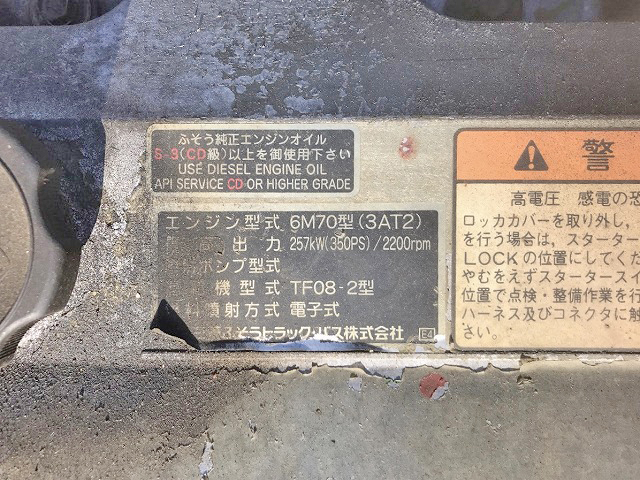 ふそう純正エンジンオイル
S-3(CD級)以上を御使用下さい
USE DIESEL ENGINE OIL
API SERVICE CD OR HIGHER GRADE
エンジン型式 6M70型(3AT2)
出力 257kW(350PS)/2200rpm
ポンプ型式
機型式 TF08-2型
料噴射方式 電子式
ふそうトラック・バス株式会社 E4
警
高電圧 感電の恐
ロッカカバーを取り外し,
を行う場合は,スターター
LOCKの位置にしてくだ
やむをえずスタータースイ
位置で点検・整備作業を行
ハーネス及びコネクタに触
さい。